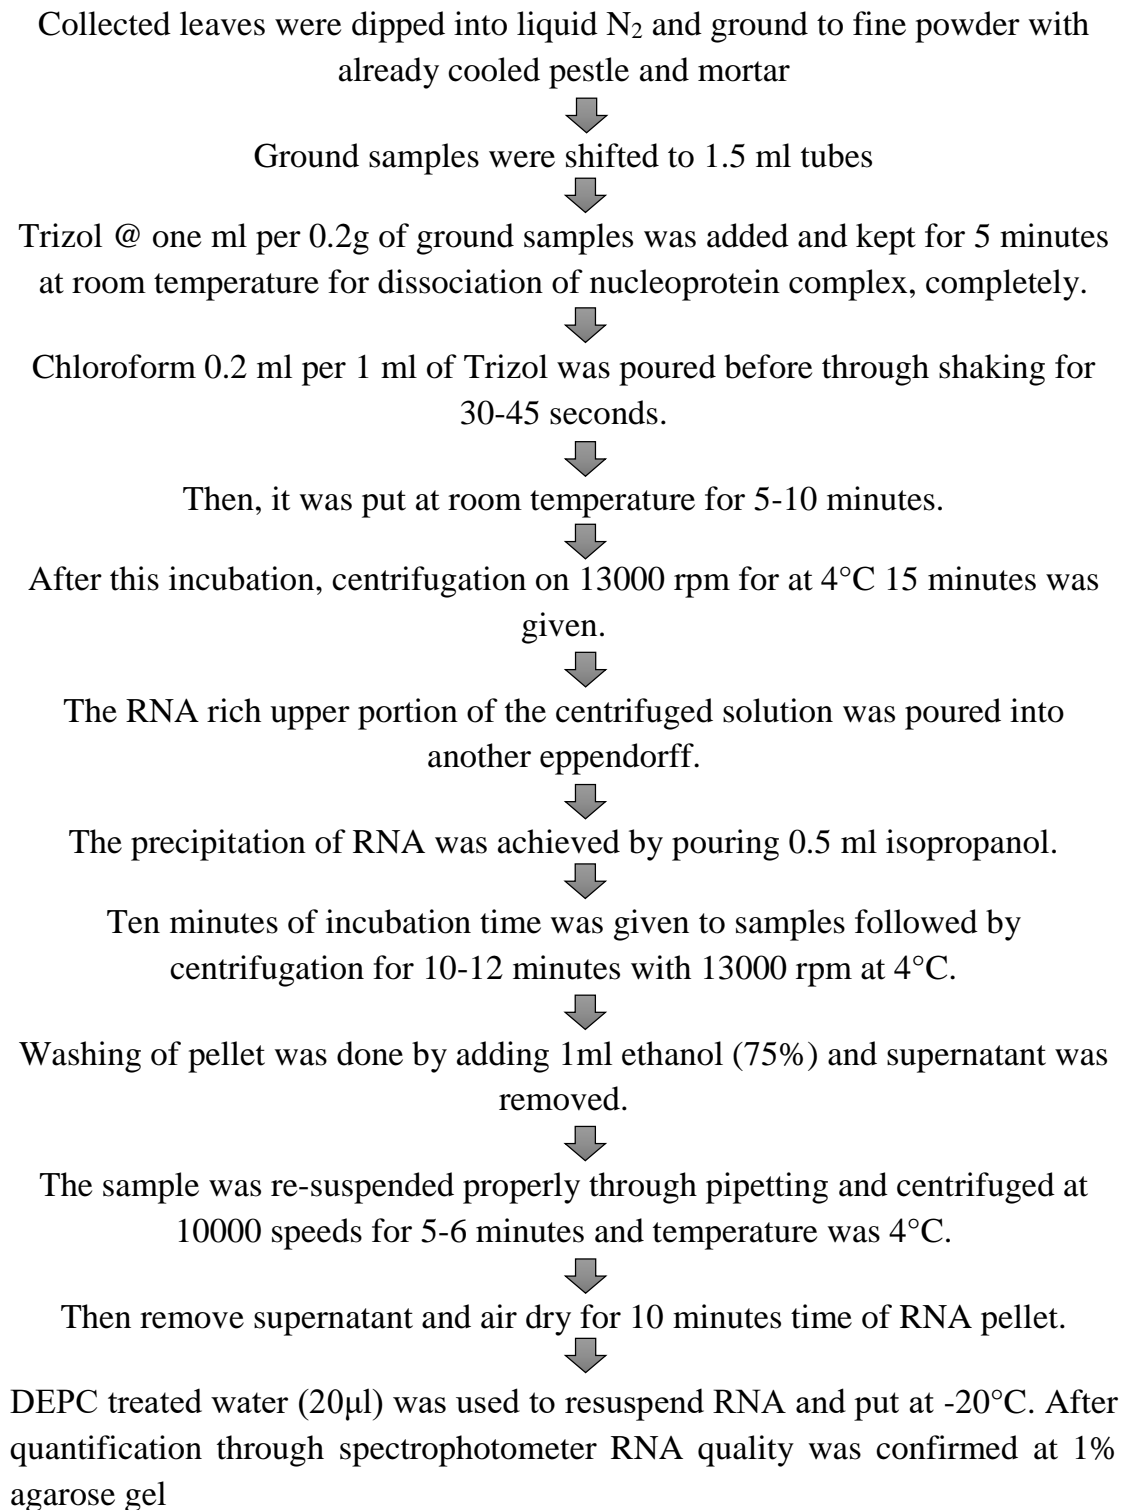 Collected leaves were dipped into liquid N₂ and ground to fine powder with
already cooled pestle and mortar
Ground samples were shifted to 1.5 ml tubes
Trizol @ one ml per 0.2g of ground samples was added and kept for 5 minutes
at room temperature for dissociation of nucleoprotein complex, completely.
Chloroform 0.2 ml per 1 ml of Trizol was poured before through shaking for
30-45 seconds.
Then, it was put at room temperature for 5-10 minutes.
After this incubation, centrifugation on 13000 rpm for at 4°C 15 minutes was
given.
The RNA rich upper portion of the centrifuged solution was poured into
another eppendorff.
The precipitation of RNA was achieved by pouring 0.5 ml isopropanol.
Ten minutes of incubation time was given to samples followed by
centrifugation for 10-12 minutes with 13000 rpm at 4°C.
Washing of pellet was done by adding 1ml ethanol (75%) and supernatant was
removed.
The sample was re-suspended properly through pipetting and centrifuged at
10000 speeds for 5-6 minutes and temperature was 4°C.
Then remove supernatant and air dry for 10 minutes time of RNA pellet.
DEPC treated water (20µl) was used to resuspend RNA and put at -20°C. After
quantification through spectrophotometer RNA quality was confirmed at 1%
agarose gel